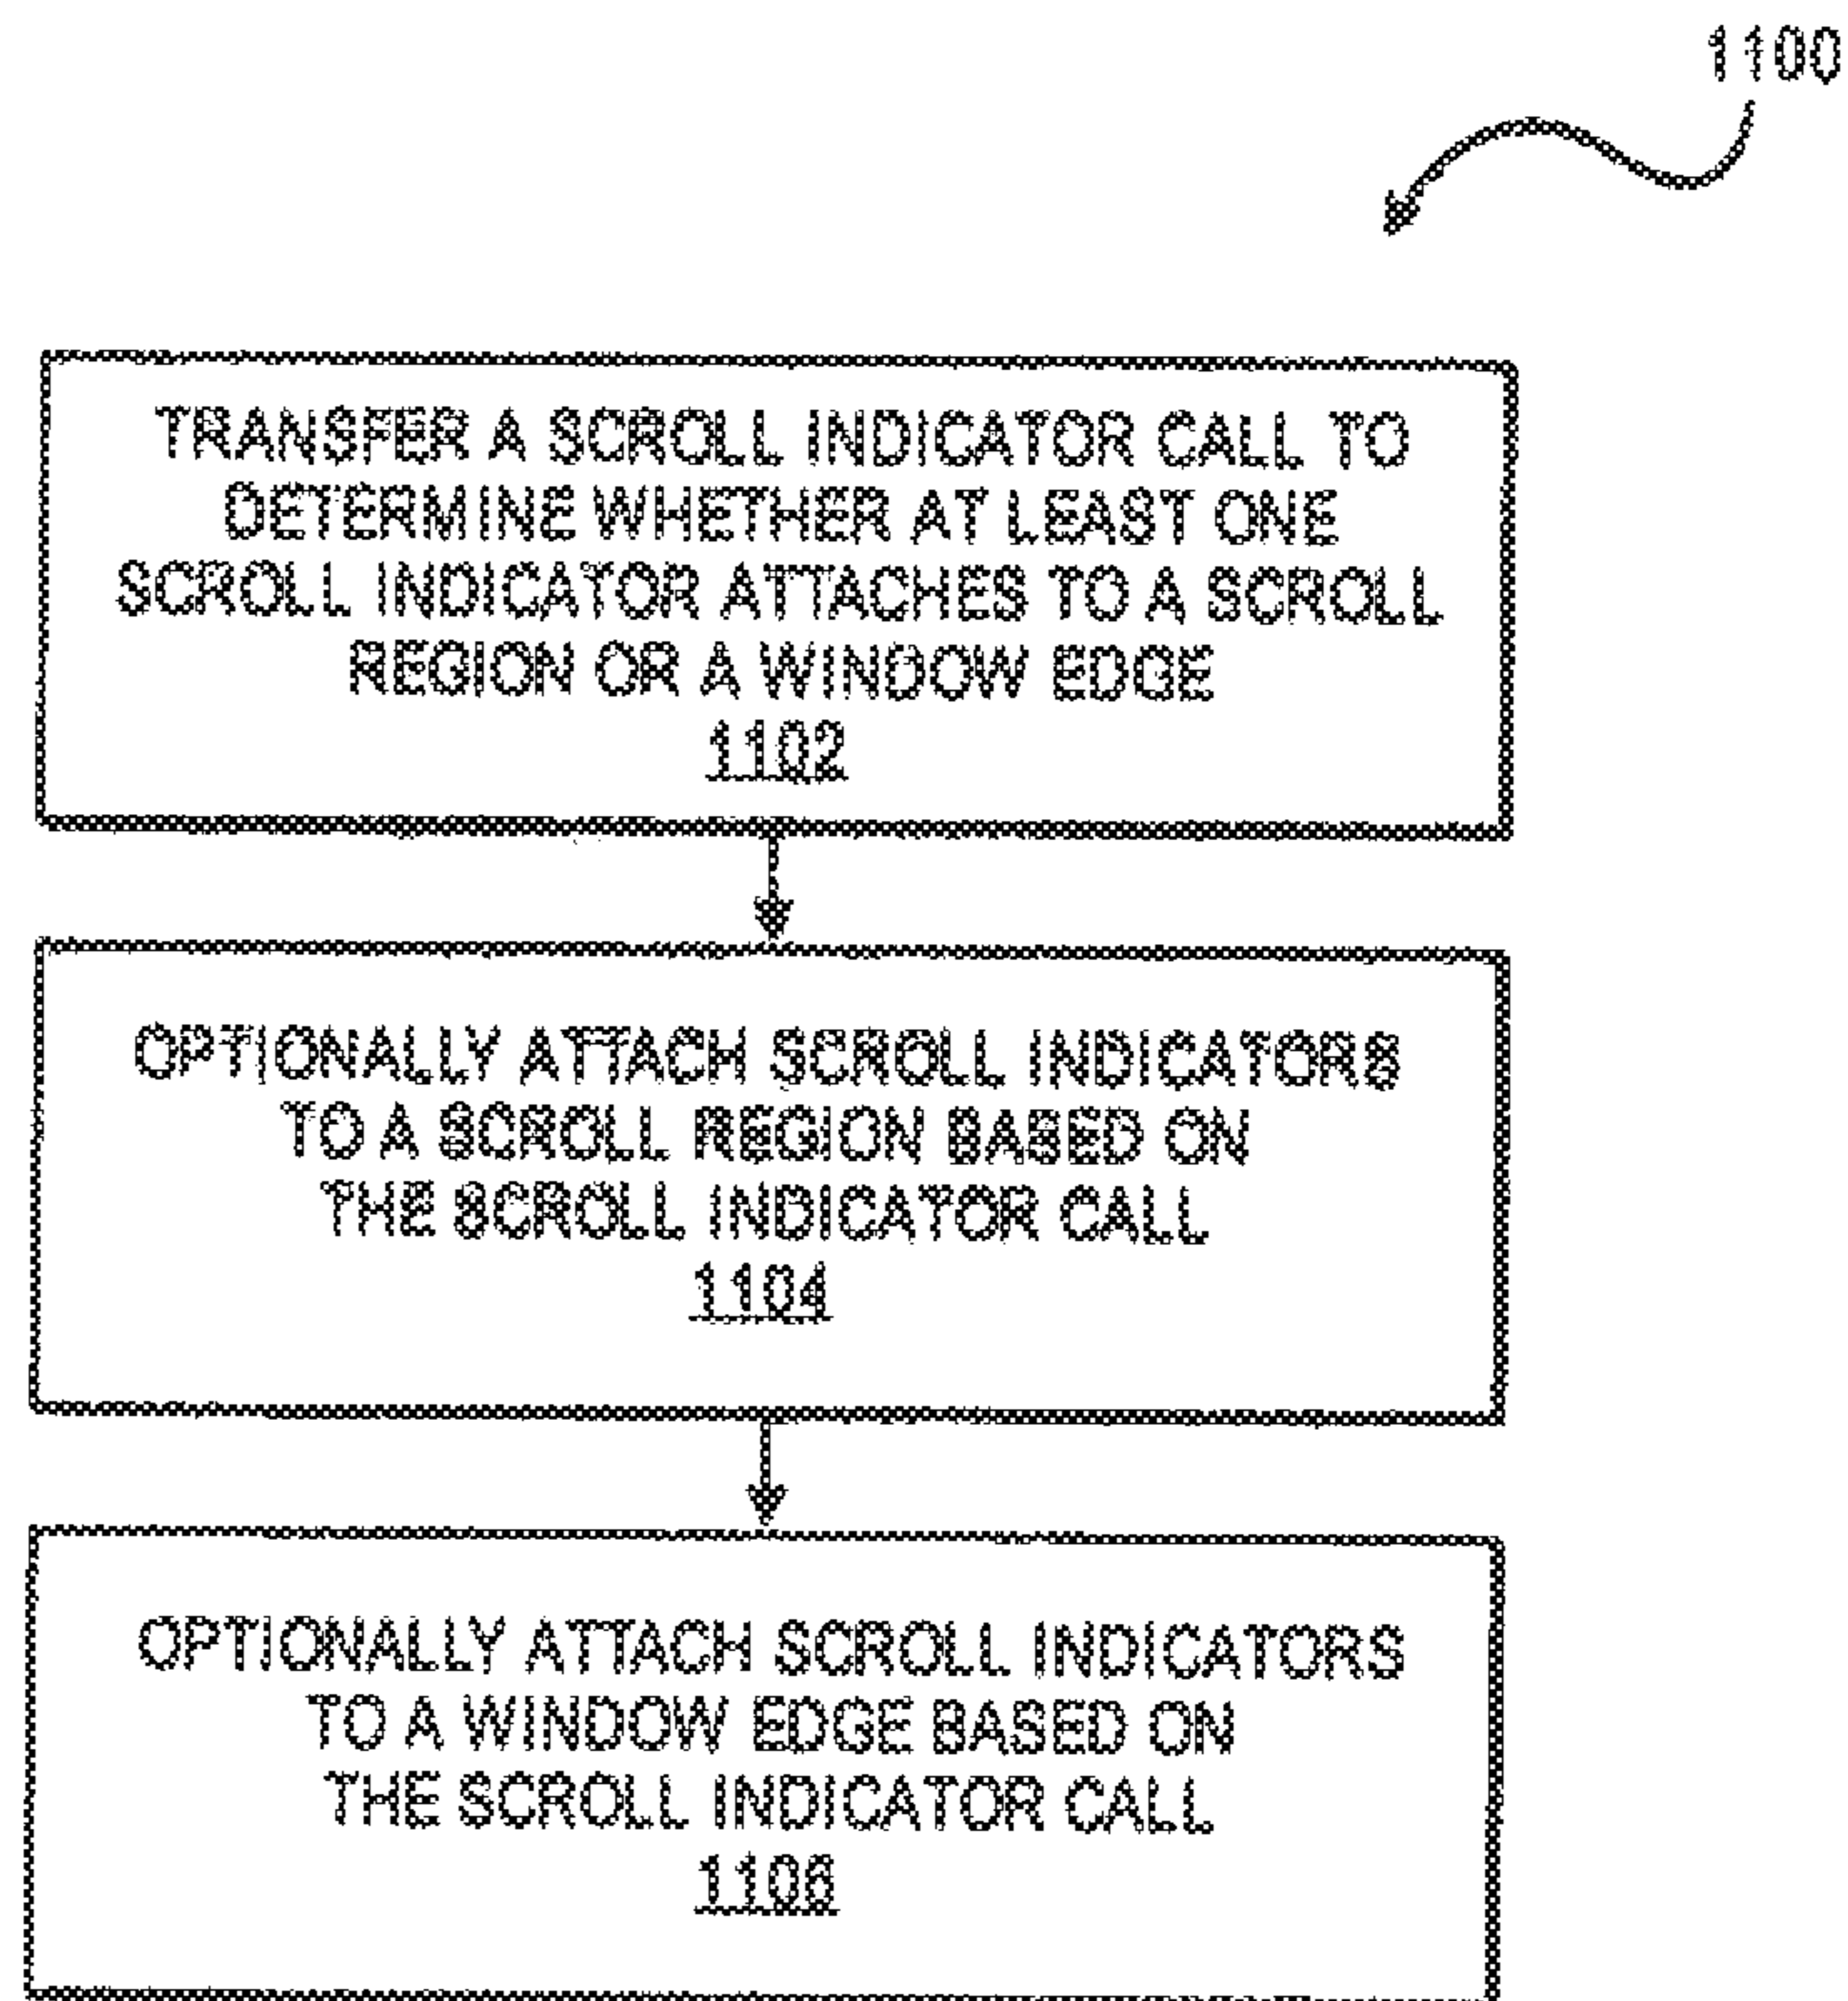 1100
TRANSFER A SCROLL INDICATOR CALL TO
DETERMINE WHETHER AT LEAST ONE
SCROLL INDICATOR ATTACHES TO A SCROLL
REGION OR A WINDOW EDGE
1102
OPTIONALLY ATTACH SCROLL INDICATORS
TO A SCROLL REGION BASED ON
THE SCROLL INDICATOR CALL
1104
OPTIONALLY ATTACH SCROLL INDICATORS
TO A WINDOW EDGE BASED ON
THE SCROLL INDICATOR CALL
1106